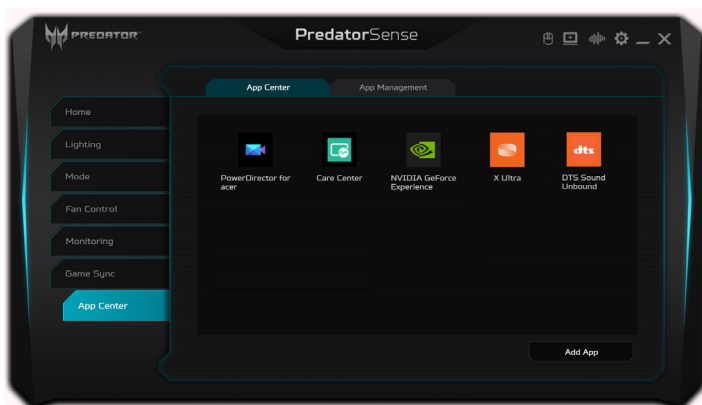 PREDATOR
PredatorSense
App Center
App Management
Home
Lighting
Mode
Fan Control
Monitoring
Game Sync
App Center
PowerDirector for
acer
Care Center
NVIDIA GeForce
Experience
X Ultra
dts
DTS Sound
Unbound
Add App